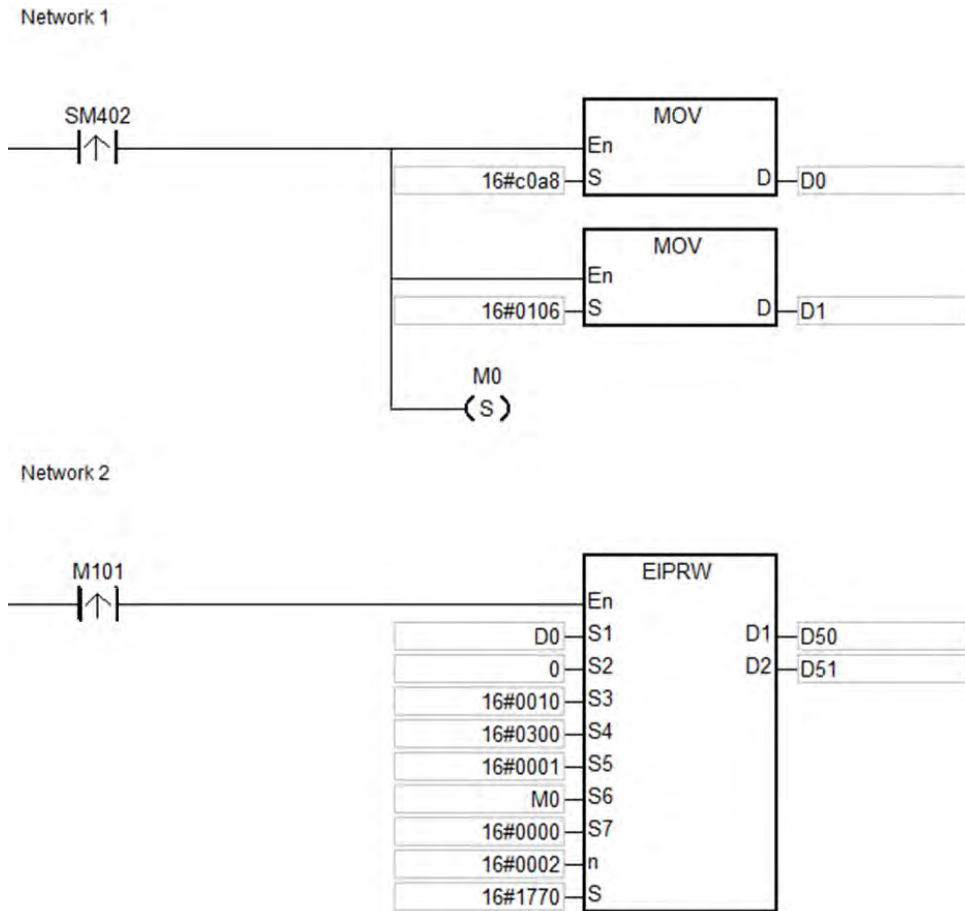 Network 1
SM402
MOV
En
16#c0a8 S D D0
MOV
En
16#0106 S D D1
M0
( S )
Network 2
M101
EIPRW
En
D0 S1 D1 D50
0 S2 D2 D51
16#0010 S3
16#0300 S4
16#0001 S5
M0 S6
16#0000 S7
16#0002 n
16#1770 S